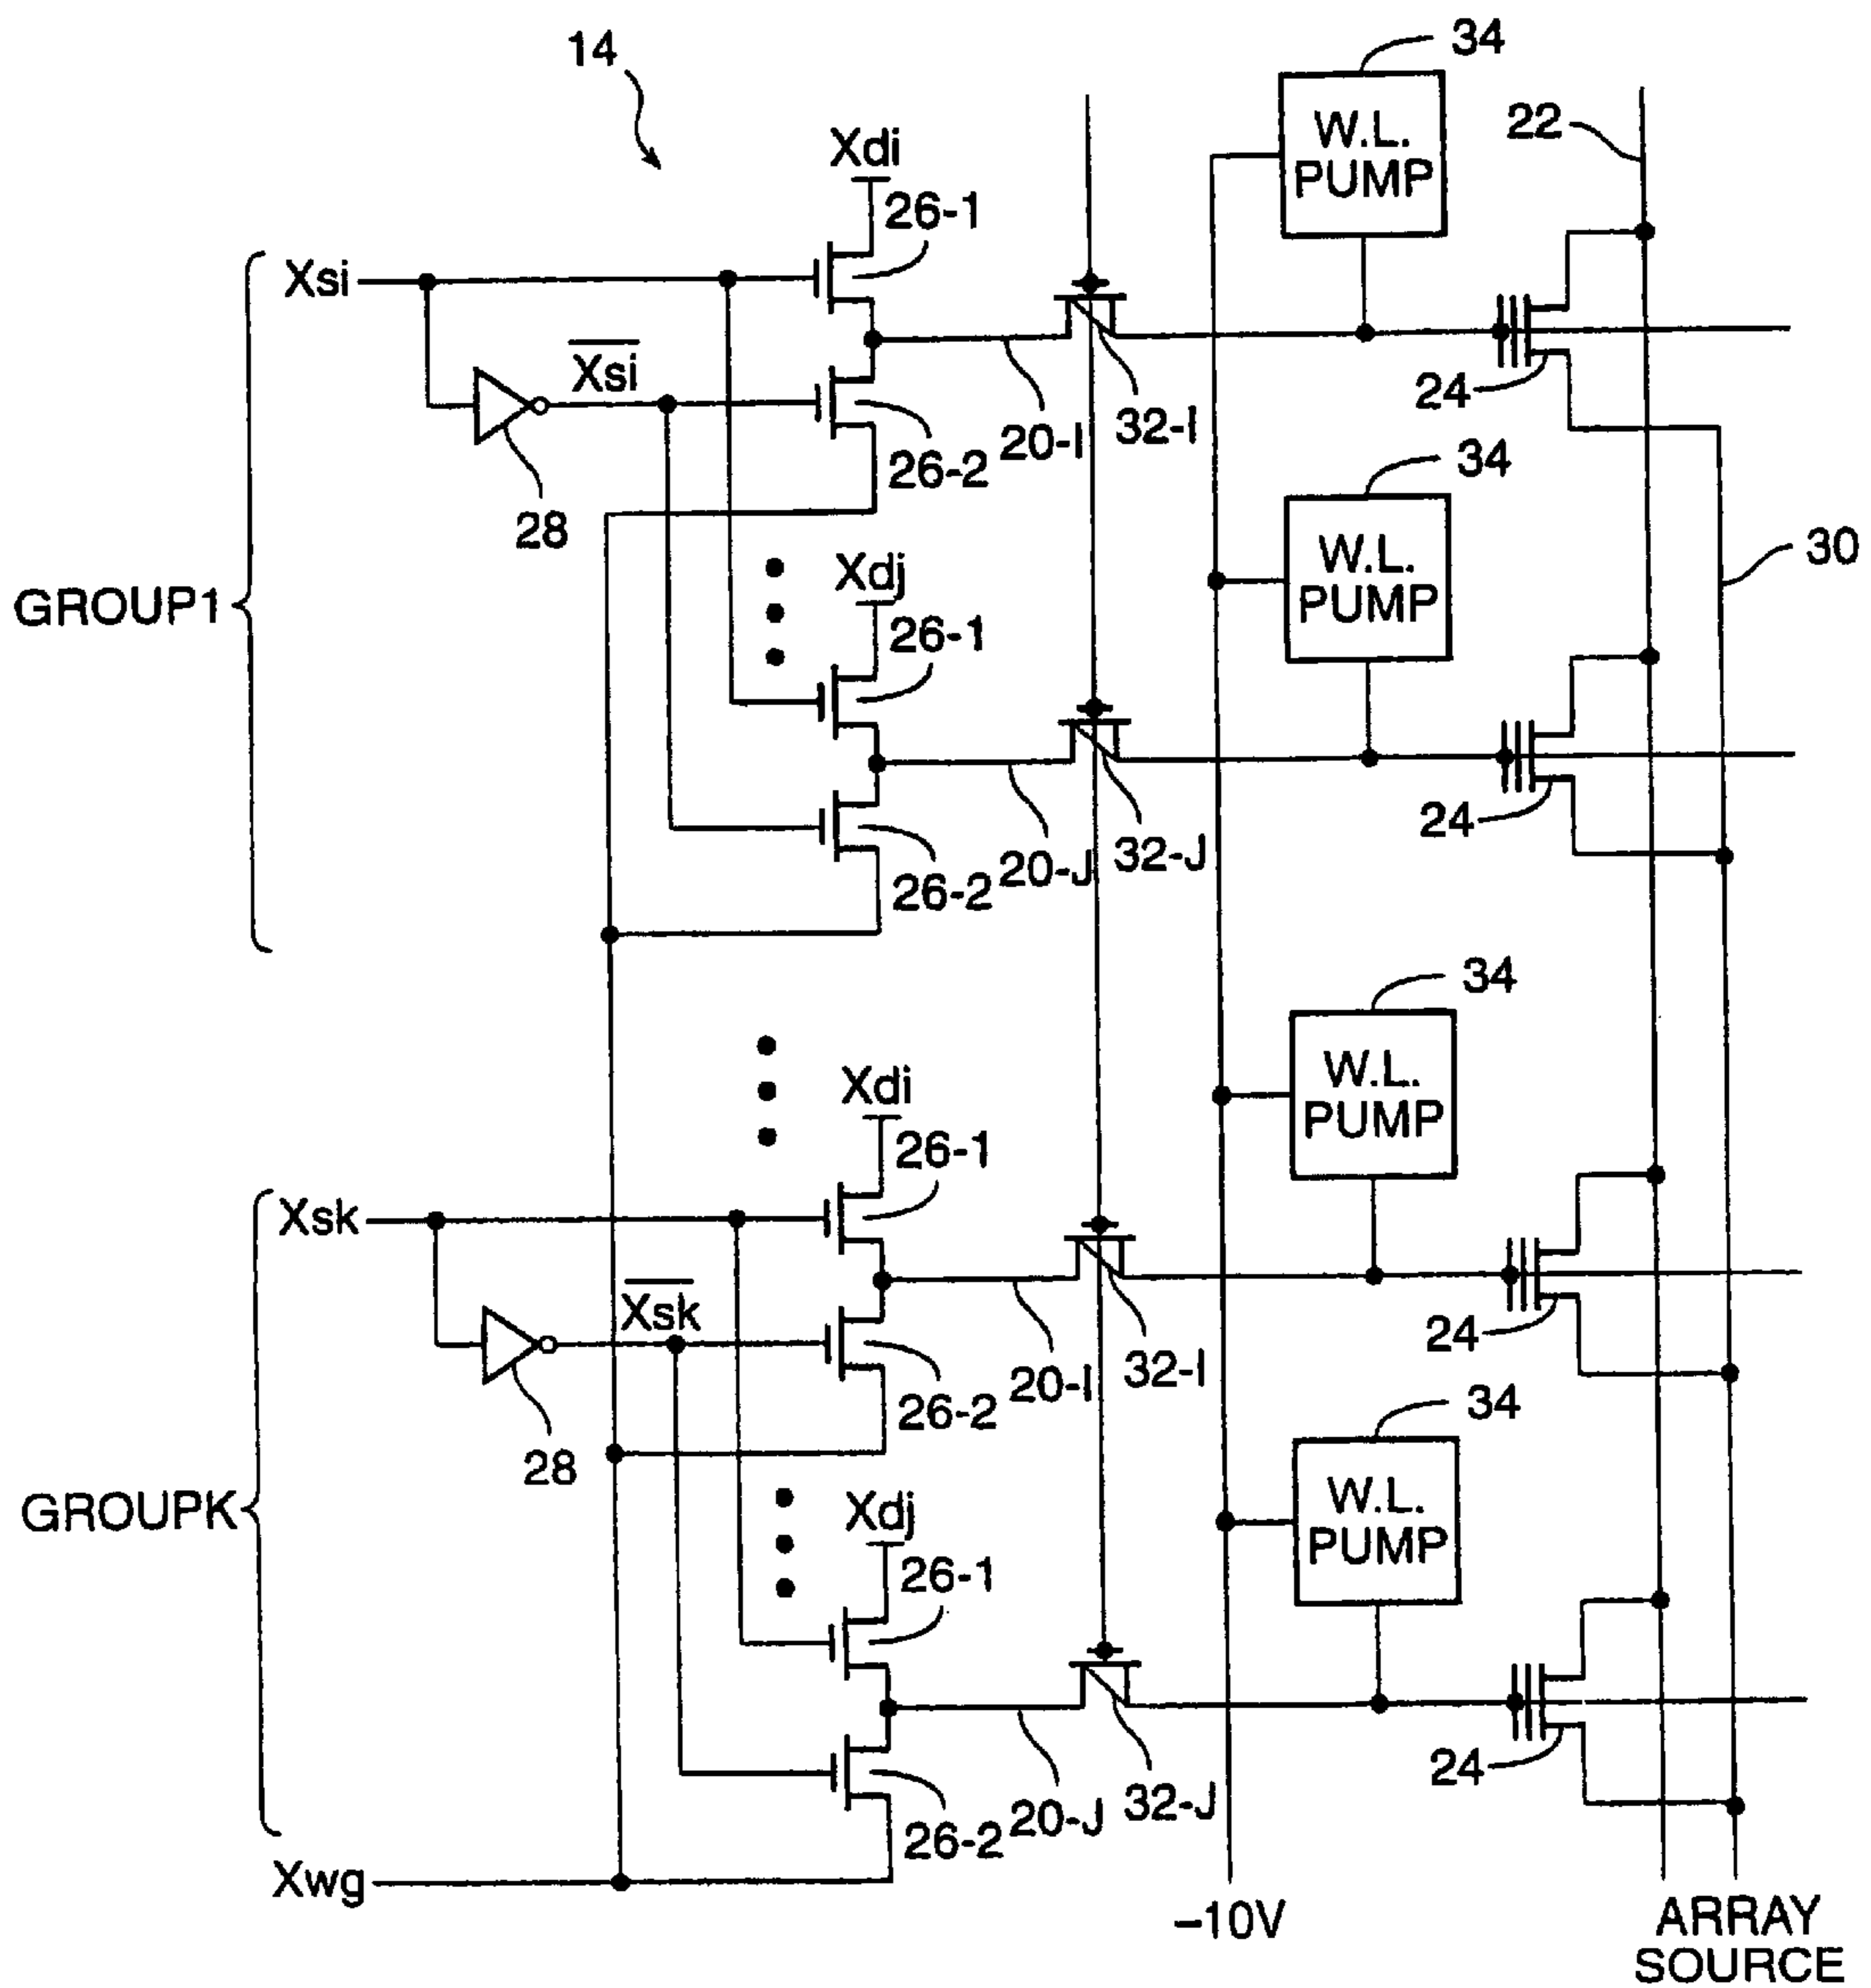 14
34
W.L.
PUMP
22
Xdi
26-1
Xsi
Xsi
28
26-2
20-I
32-I
24
34
W.L.
PUMP
30
GROUP1
Xdj
26-1
26-2
20-J
32-J
24
34
W.L.
PUMP
Xdi
26-1
Xsk
Xsk
28
26-2
20-I
32-I
24
34
W.L.
PUMP
GROUPK
Xdj
26-1
26-2
20-J
32-J
24
Xwg
–10V
ARRAY
SOURCE